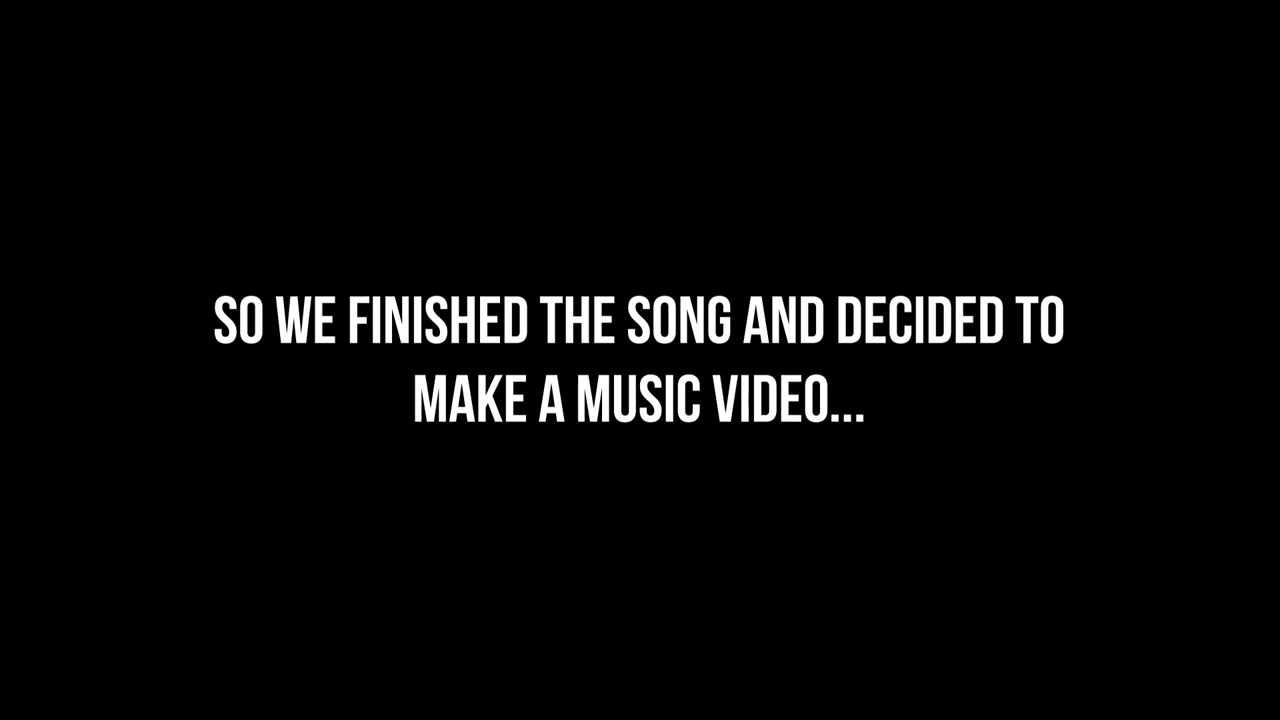 SO WE FINISHED THE SONG AND DECIDED TO
MAKE A MUSIC VIDEO...